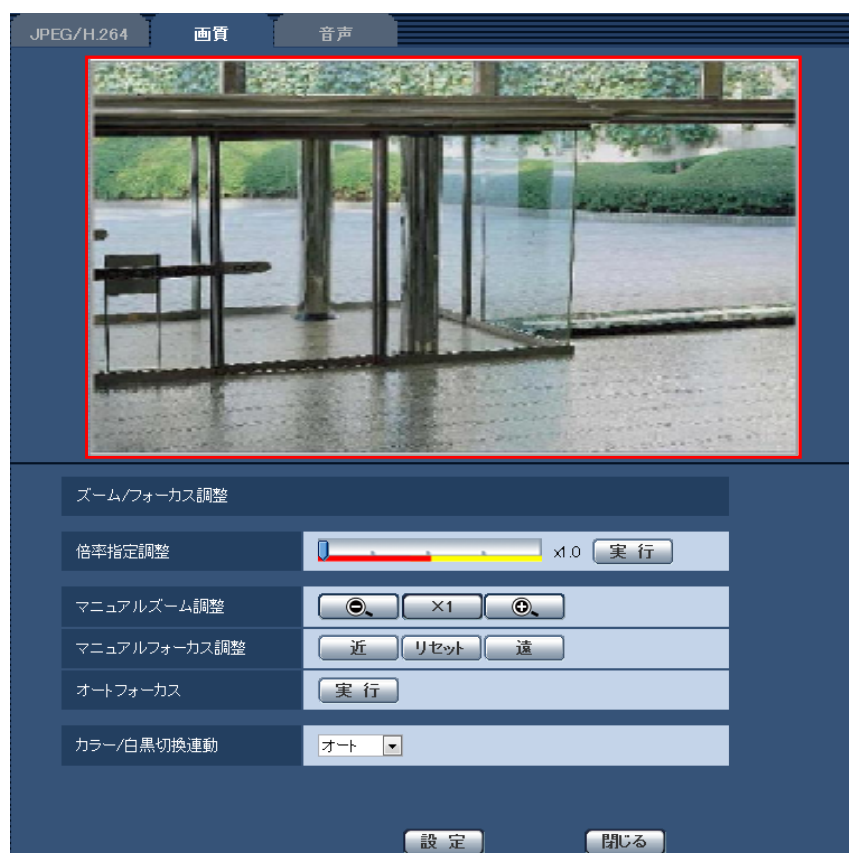 JPEG/H.264 画質 音声
ズーム/フォーカス調整
倍率指定調整 x1.0 実行
マニュアルズーム調整 ×1
マニュアルフォーカス調整 近 リセット 遠
オートフォーカス 実行
カラー/白黒切換連動 オート
設定 閉じる